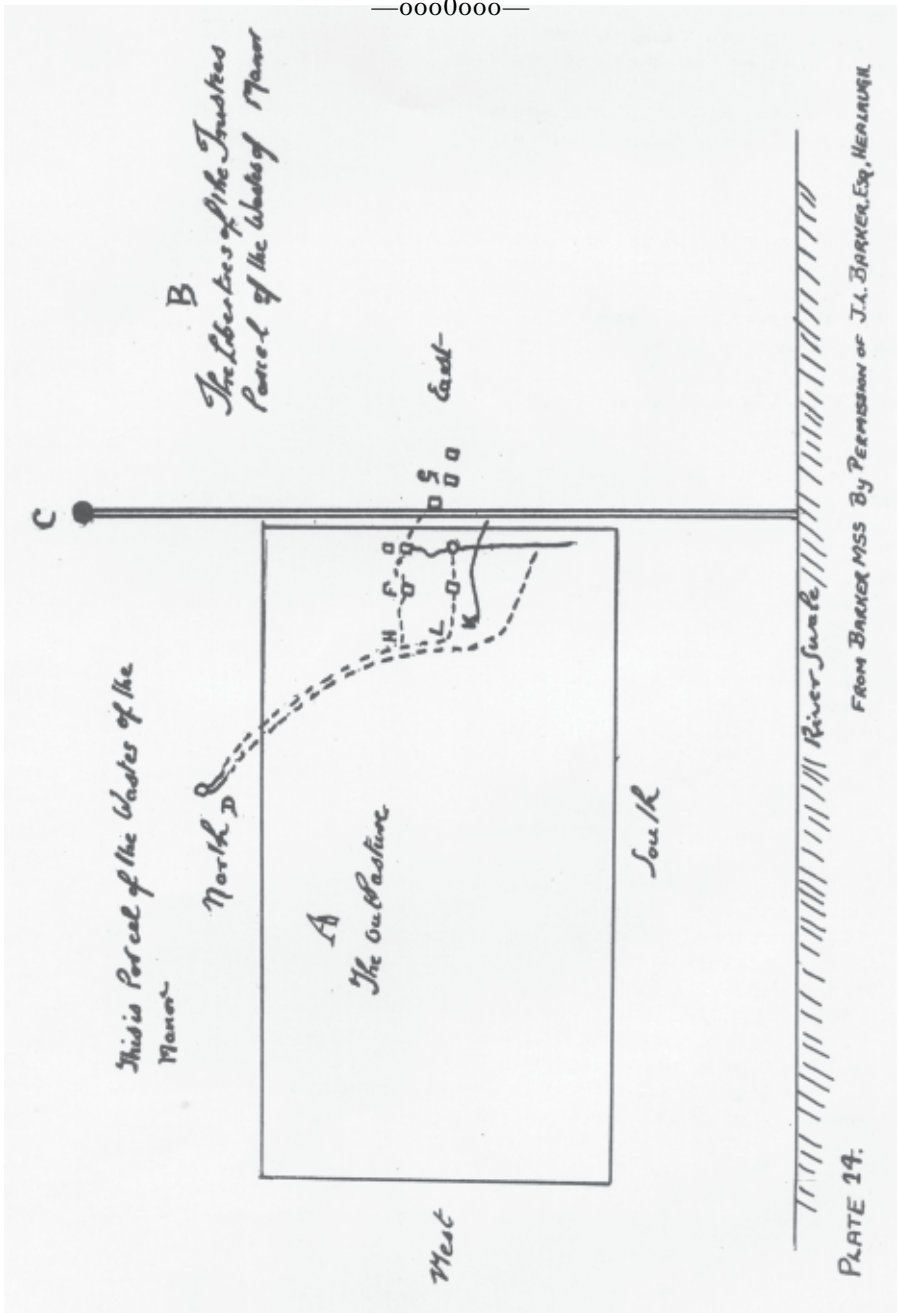 —ooo0ooo—
C
B
The Liberties of the Trustees
Parcel of the Wastes of Manor
This is Parcel of the Wastes of the
Manor
North
D
A
The Out Pasture
H
F
G
L
K
East
West
South
River Swale
PLATE 24.
FROM BARKER MSS BY PERMISSION OF J.L. BARKER, ESQ, HEALAUGH.